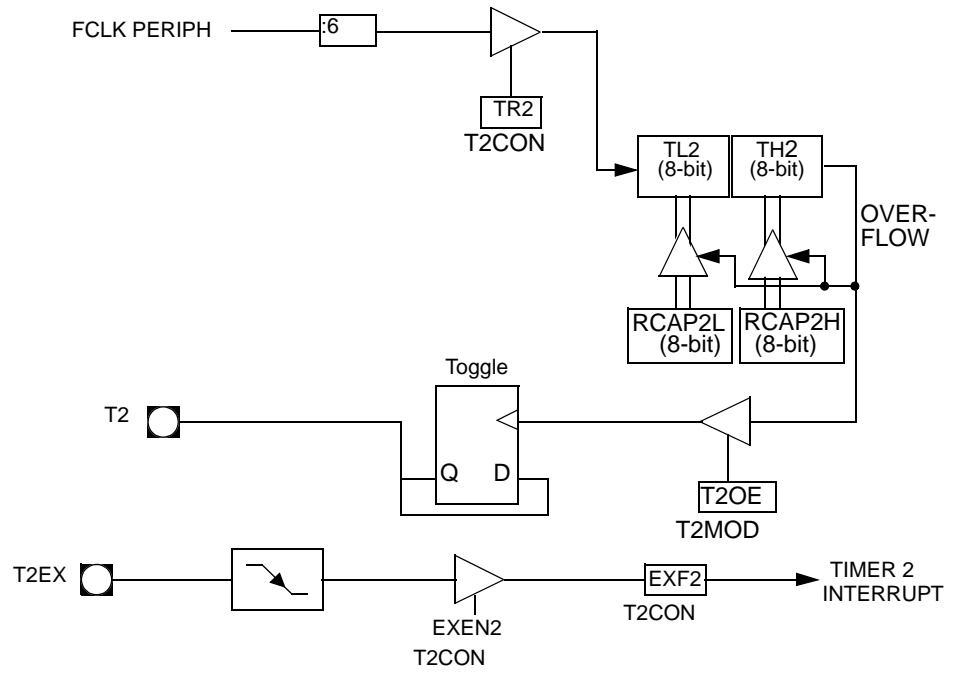 FCLK PERIPH
:6
TR2
T2CON
TL2
(8-bit)
TH2
(8-bit)
OVER-
FLOW
RCAP2L
(8-bit)
RCAP2H
(8-bit)
Toggle
T2
Q
D
T2OE
T2MOD
T2EX
EXEN2
T2CON
EXF2
T2CON
TIMER 2
INTERRUPT